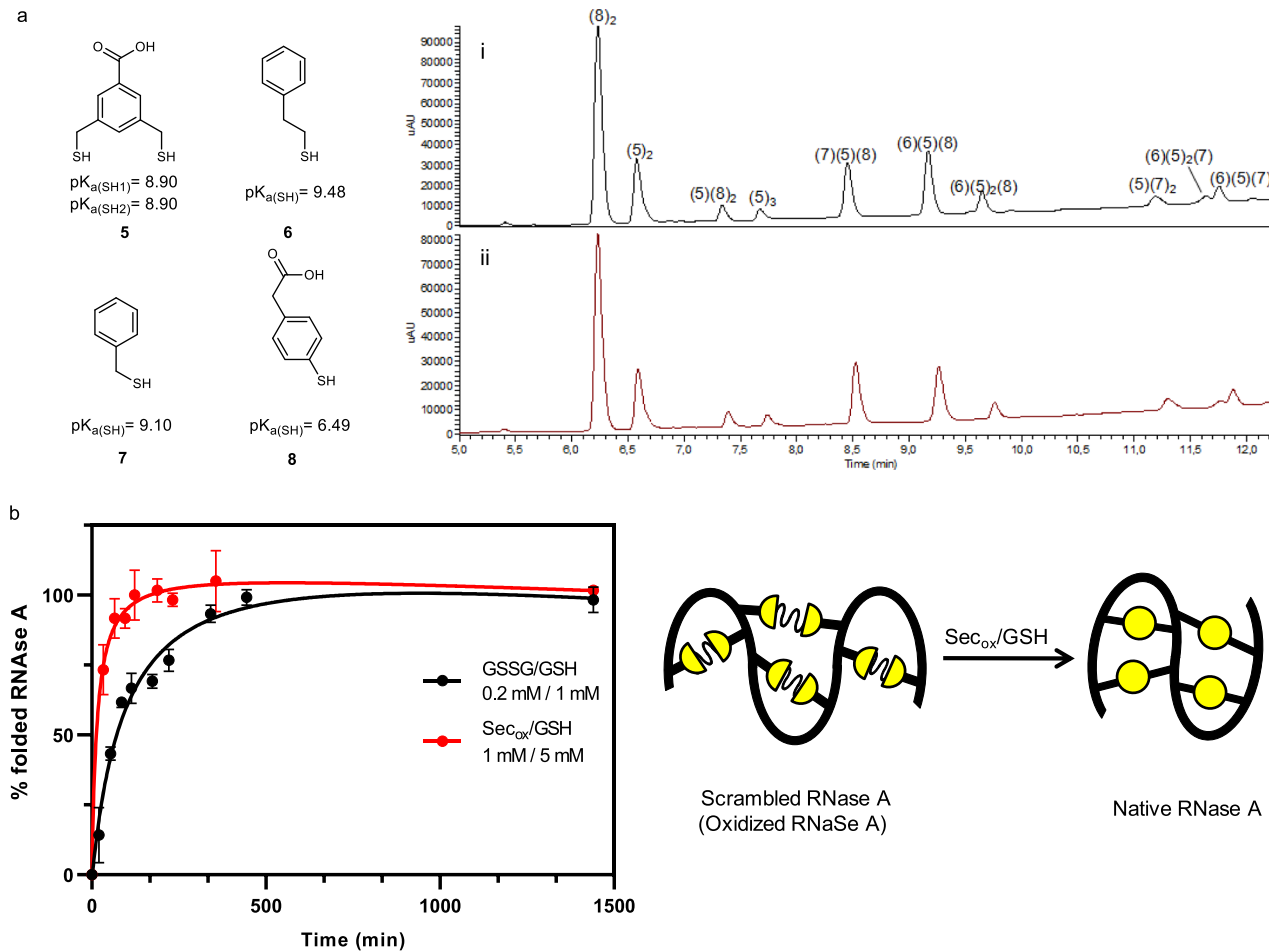 a
O
OH
SH
SH
pKa(SH1)= 8.90
pKa(SH2)= 8.90
5
SH
pKa(SH)= 9.48
6
SH
pKa(SH)= 9.10
7
O
OH
SH
pKa(SH)= 6.49
8
i
uAU
90000
80000
70000
60000
50000
40000
30000
20000
10000
0
(8)2
(5)2
(5)(8)2
(5)3
(7)(5)(8)
(6)(5)(8)
(6)(5)2(8)
(5)(7)2
(6)(5)2(7)
(6)(5)(7)
ii
uAU
80000
70000
60000
50000
40000
30000
20000
10000
0
5,0 5,5 6,0 6,5 7,0 7,5 8,0 8,5 9,0 9,5 10,0 10,5 11,0 11,5 12,0
Time (min)
b
% folded RNAse A
100
50
0
0 500 1000 1500
Time (min)
GSSG/GSH
0.2 mM / 1 mM
Secox/GSH
1 mM / 5 mM
Secox/GSH
Scrambled RNase A
(Oxidized RNaSe A)
Native RNase A